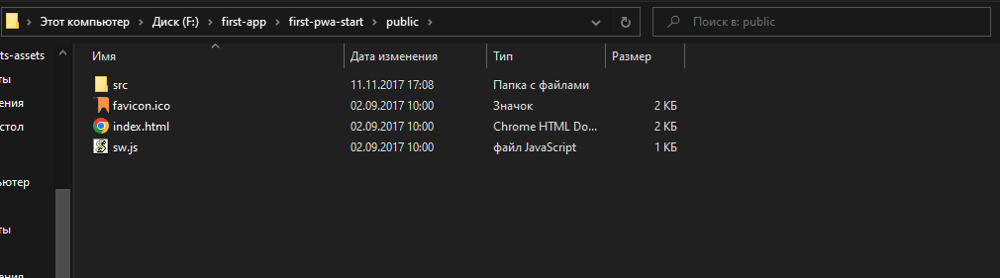 Этот компьютер > Диск (F:) > first-app > first-pwa-start > public >
Поиск в: public
ts-assets
Имя Дата изменения Тип Размер
src 11.11.2017 17:08 Папка с файлами
favicon.ico 02.09.2017 10:00 Значок 2 КБ
index.html 02.09.2017 10:00 Chrome HTML Do... 2 КБ
sw.js 02.09.2017 10:00 файл JavaScript 1 КБ
ты
ения
стол
ьютер
ты